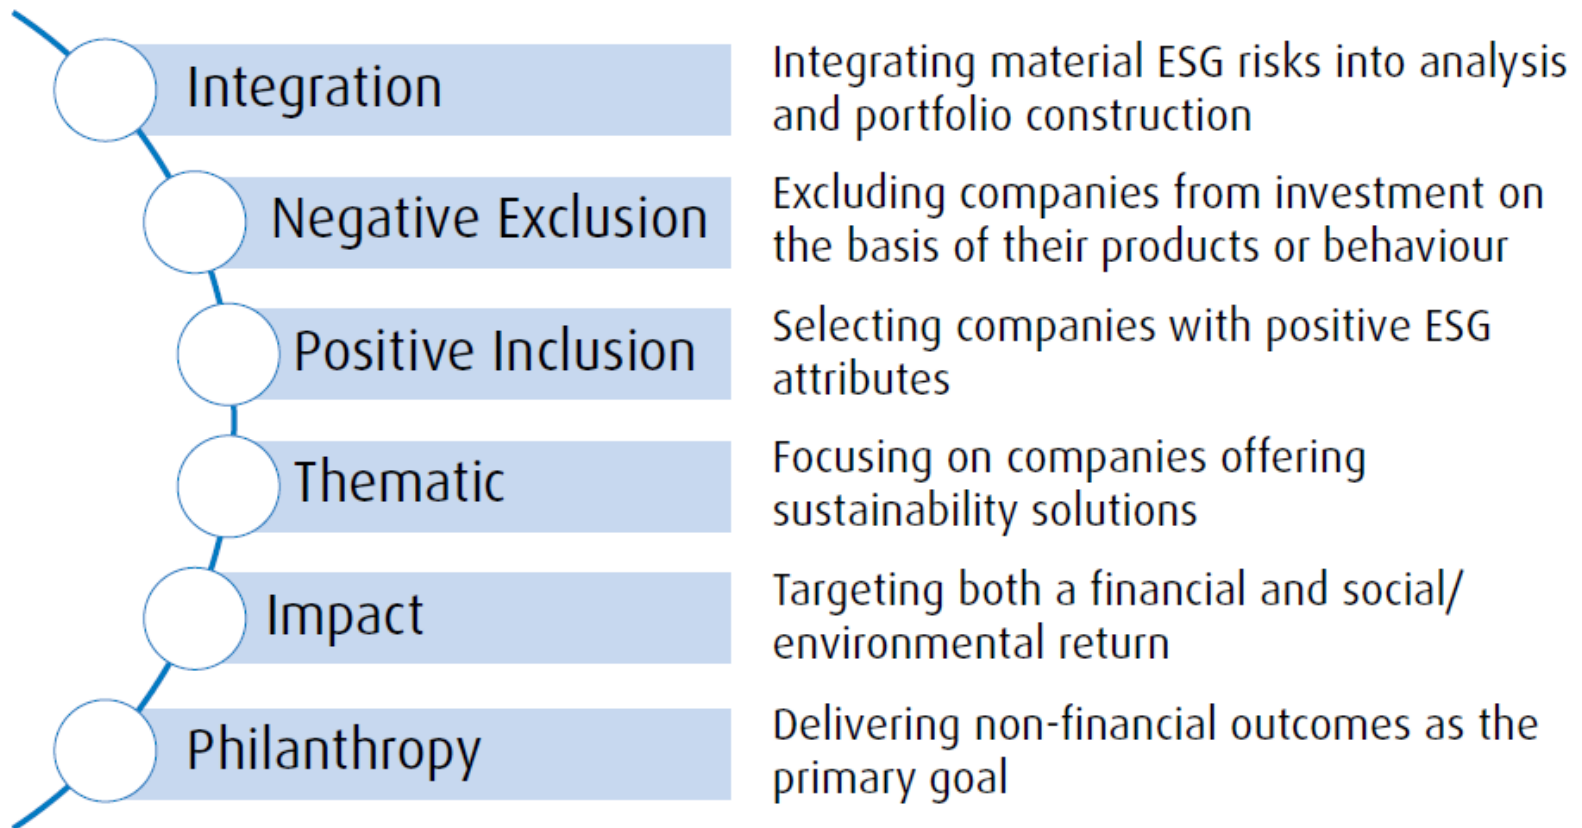 Integration
Integrating material ESG risks into analysis
and portfolio construction
Negative Exclusion
Excluding companies from investment on
the basis of their products or behaviour
Positive Inclusion
Selecting companies with positive ESG
attributes
Thematic
Focusing on companies offering
sustainability solutions
Impact
Targeting both a financial and social/
environmental return
Philanthropy
Delivering non-financial outcomes as the
primary goal